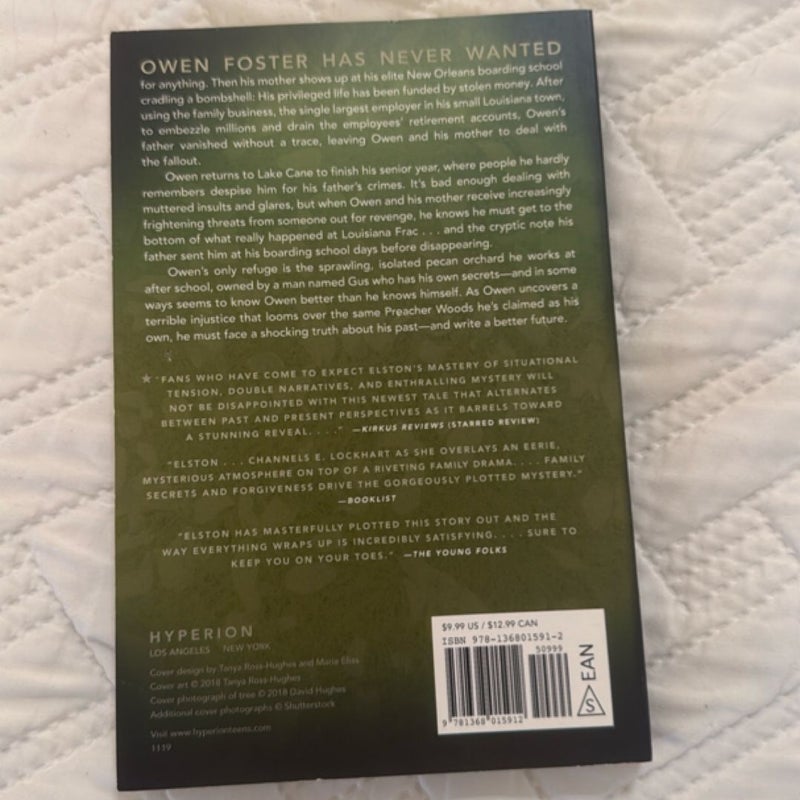 OWEN FOSTER HAS NEVER WANTED
for anything. Then his mother shows up at his elite New Orleans boarding school
cradling a bombshell: His privileged life has been funded by stolen money. After
using the family business, the single largest employer in his small Louisiana town,
to embezzle millions and drain the employees' retirement accounts, Owen's
father vanished without a trace, leaving Owen and his mother to deal with
the fallout.
Owen returns to Lake Cane to finish his senior year, where people he hardly
remembers despise him for his father's crimes. It's bad enough dealing with
muttered insults and glares, but when Owen and his mother receive increasingly
frightening threats from someone out for revenge, he knows he must get to the
bottom of what really happened at Louisiana Frac . . . and the cryptic note his
father sent him at his boarding school days before disappearing.
Owen's only refuge is the sprawling, isolated pecan orchard he works at
after school, owned by a man named Gus who has his own secrets—and in some
ways seems to know Owen better than he knows himself. As Owen uncovers a
terrible injustice that looms over the same Preacher Woods he's claimed as his
own, he must face a shocking truth about his past—and write a better future.
★ "FANS WHO HAVE COME TO EXPECT ELSTON'S MASTERY OF SITUATIONAL
TENSION, DOUBLE NARRATIVES, AND ENTHRALLING MYSTERY WILL
NOT BE DISAPPOINTED WITH THIS NEWEST TALE THAT ALTERNATES
BETWEEN PAST AND PRESENT PERSPECTIVES AS IT BARRELS TOWARD
A STUNNING REVEAL. . . ." —KIRKUS REVIEWS (STARRED REVIEW)
"ELSTON . . . CHANNELS E. LOCKHART AS SHE OVERLAYS AN EERIE,
MYSTERIOUS ATMOSPHERE ON TOP OF A RIVETING FAMILY DRAMA. . . . FAMILY
SECRETS AND FORGIVENESS DRIVE THE GORGEOUSLY PLOTTED MYSTERY."
—BOOKLIST
"ELSTON HAS MASTERFULLY PLOTTED THIS STORY OUT AND THE
WAY EVERYTHING WRAPS UP IS INCREDIBLY SATISFYING. . . . SURE TO
KEEP YOU ON YOUR TOES." —THE YOUNG FOLKS
HYPERION
LOS ANGELES NEW YORK
Cover design by Tanya Ross-Hughes and Marie Elias
Cover art © 2018 Tanya Ross-Hughes
Cover photograph of tree © 2018 David Hughes
Additional cover photographs © Shutterstock
Visit www.hyperionteens.com
1119
$9.99 US / $12.99 CAN
ISBN 978-136801591-2
50999
9 781368 015912
S EAN